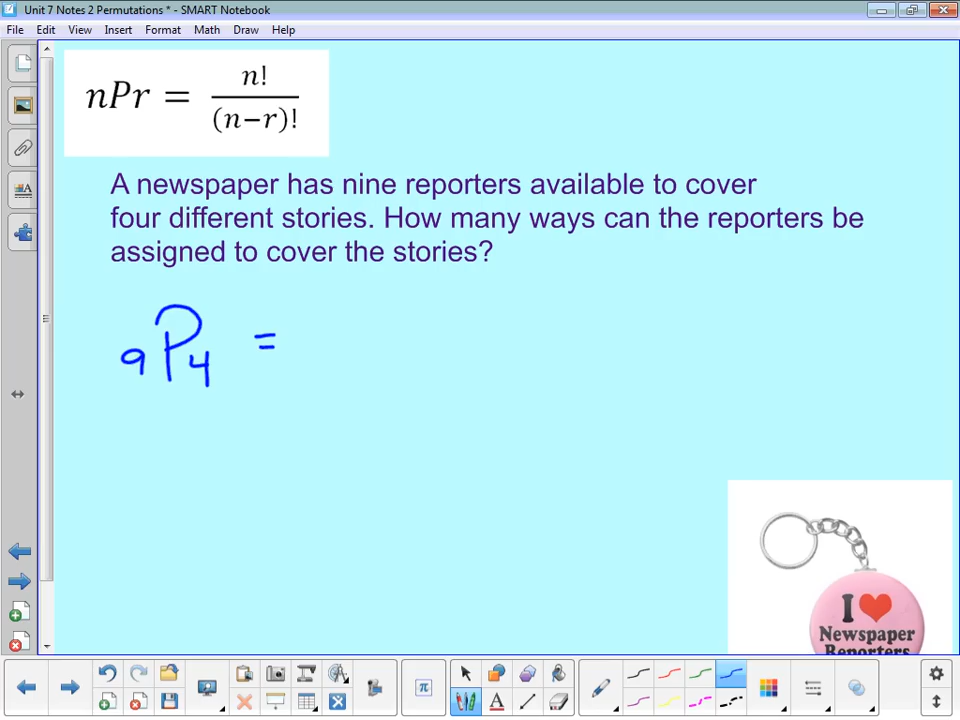 Unit 7 Notes 2 Permutations * - SMART Notebook
File Edit View Insert Format Math Draw Help
nPr = n!/(n−r)!
A newspaper has nine reporters available to cover
four different stories. How many ways can the reporters be
assigned to cover the stories?
9P4 =
I ♥
Newspaper
Reporters